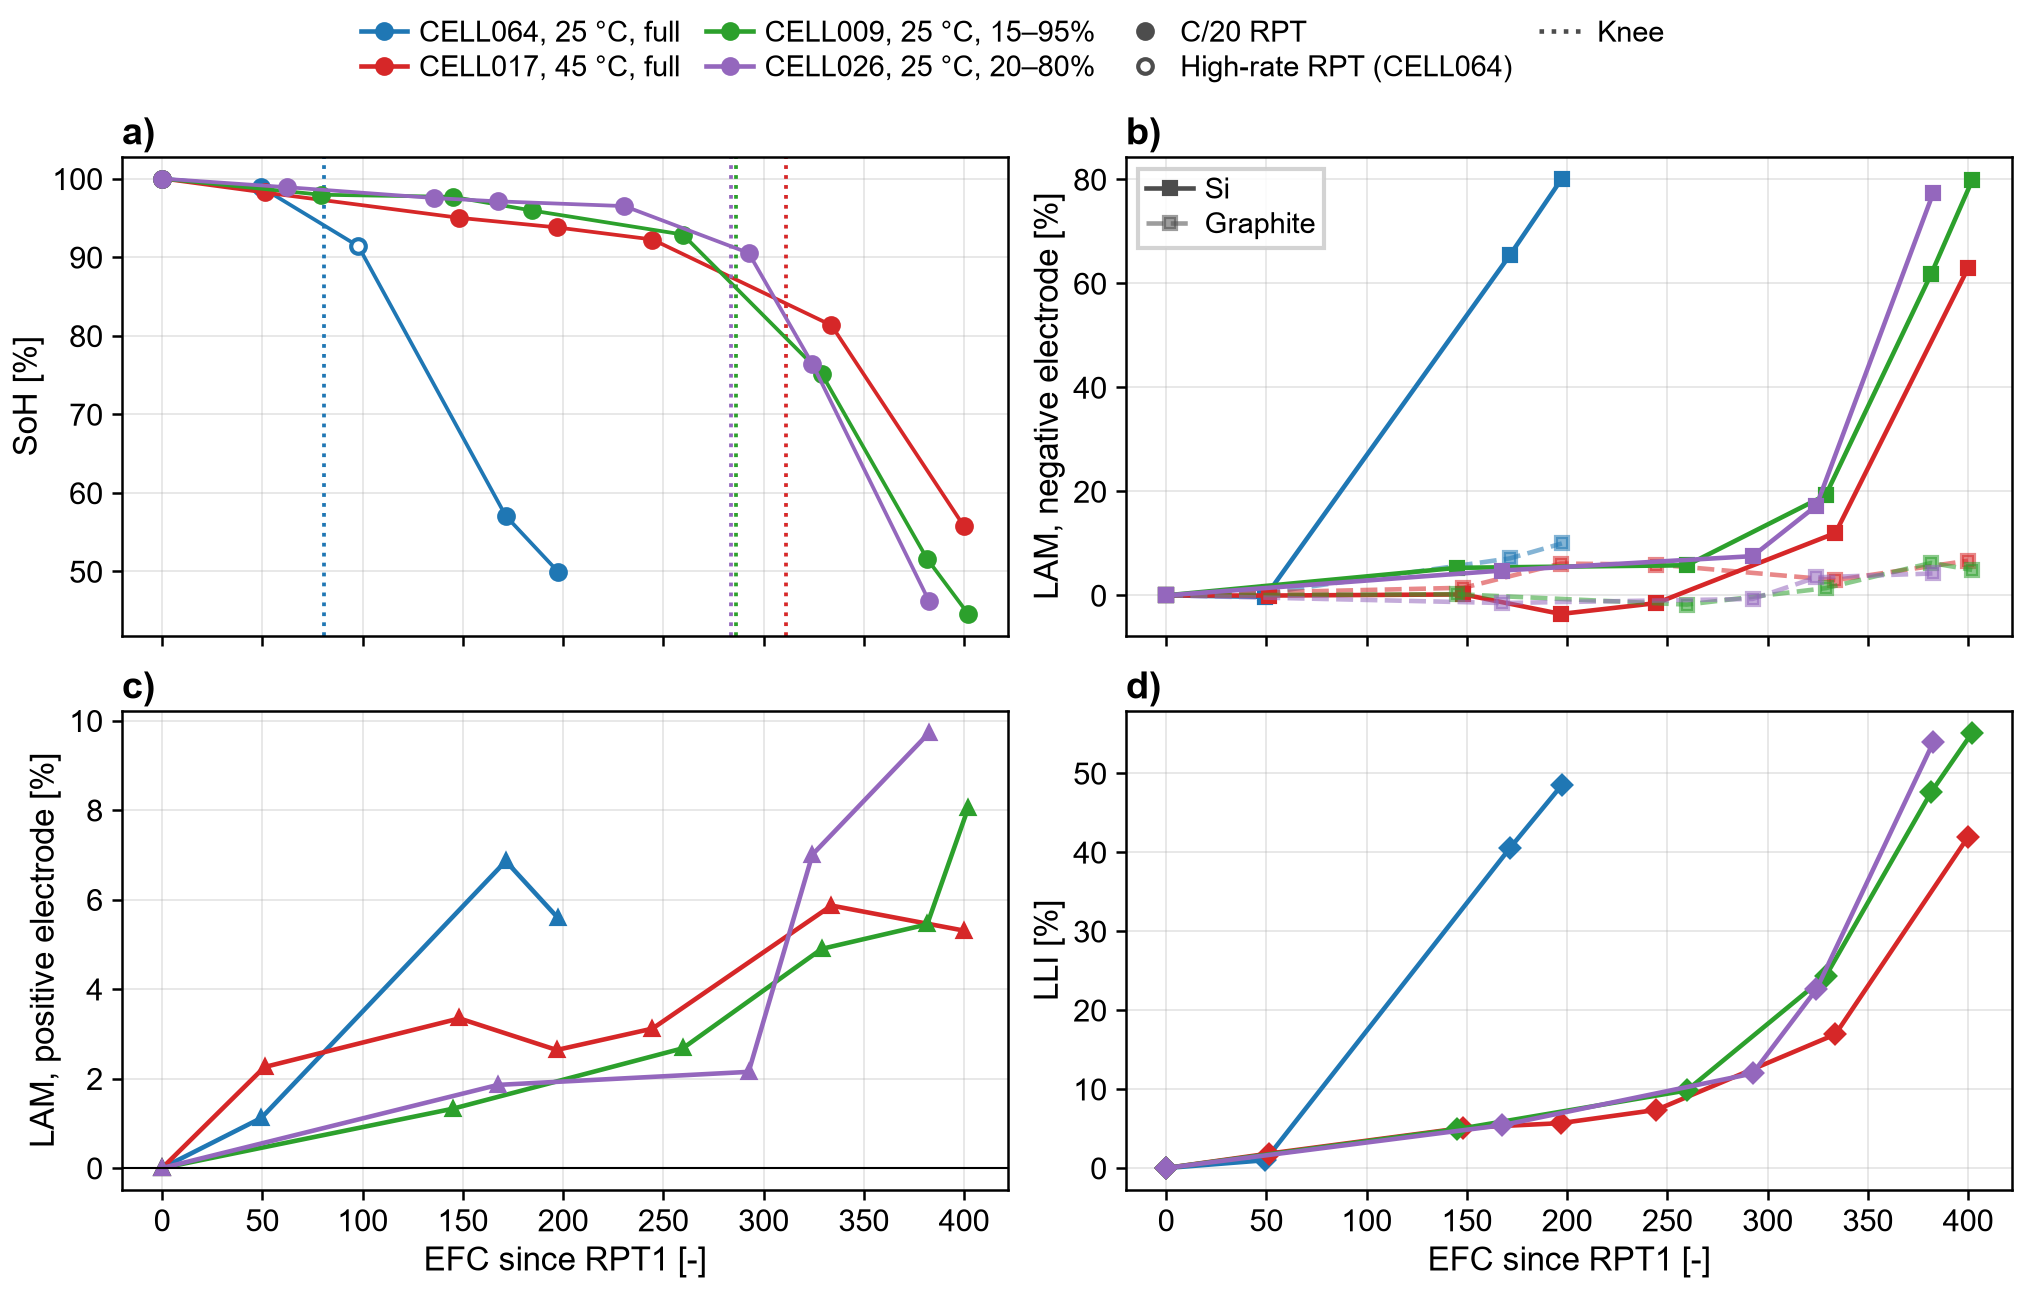 CELL064, 25 °C, full
CELL017, 45 °C, full
CELL009, 25 °C, 15–95%
CELL026, 25 °C, 20–80%
C/20 RPT
High-rate RPT (CELL064)
Knee
a)
100
90
80
70
60
50
SoH [%]
b)
Si
Graphite
80
60
40
20
0
LAM, negative electrode [%]
c)
10
8
6
4
2
0
LAM, positive electrode [%]
0 50 100 150 200 250 300 350 400
EFC since RPT1 [-]
d)
50
40
30
20
10
0
LLI [%]
0 50 100 150 200 250 300 350 400
EFC since RPT1 [-]